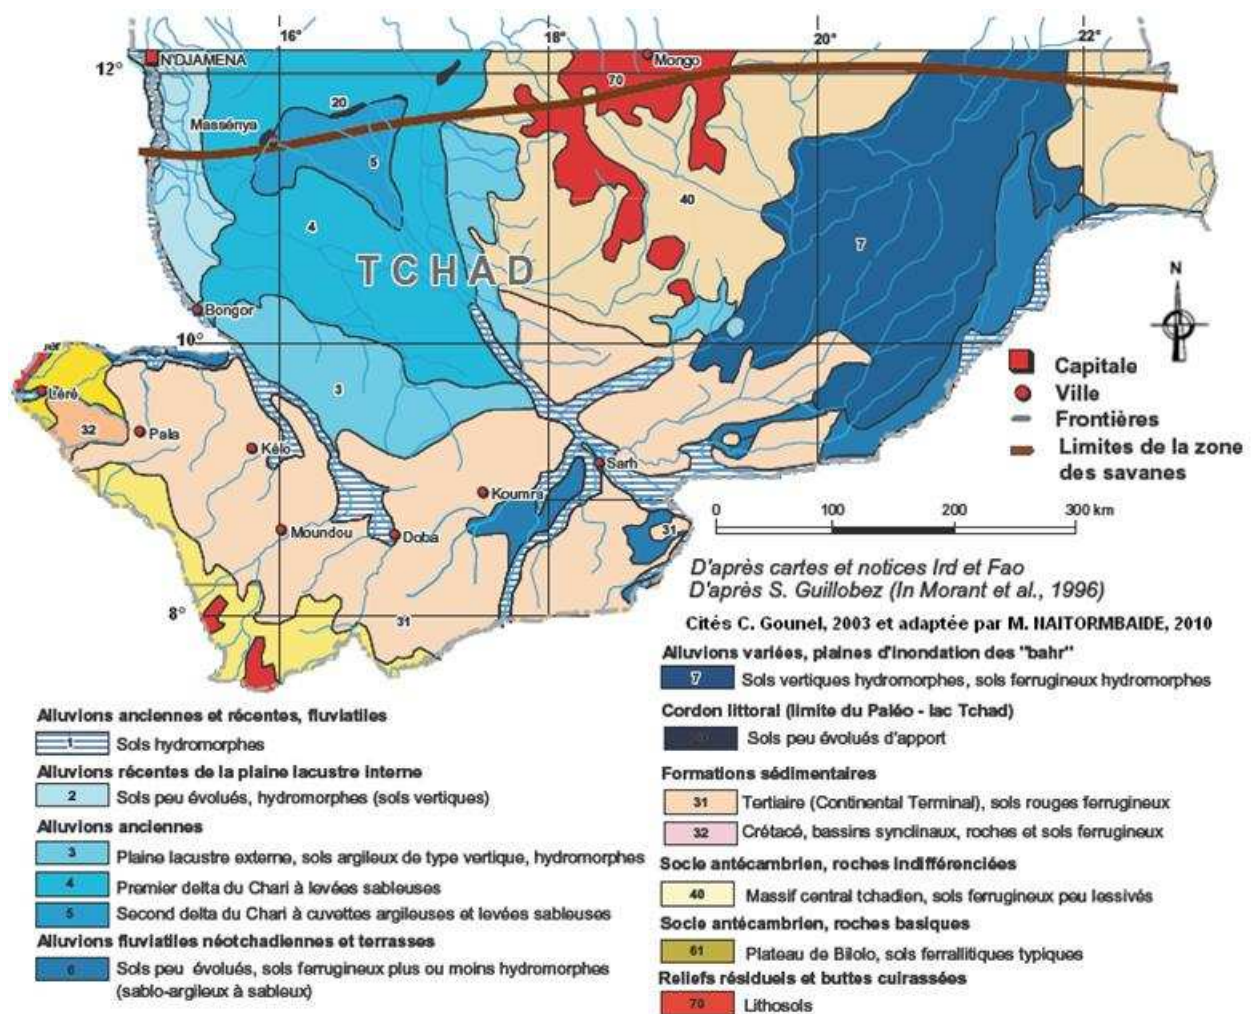 16°
18°
20°
22°
12°
N'DJAMENA
Mongo
70
20
Massénya
5
40
4
7
TCHAD
N
Bongor
10°
Capitale
Ville
Frontières
Limites de la zone
des savanes
Léré
3
32
Pala
Kélo
Sarh
Koumra
Moundou
Doba
31
0 100 200 300 km
8°
31
D'après cartes et notices Ird et Fao
D'après S. Guillobez (In Morant et al., 1996)
Cités C. Gounel, 2003 et adaptée par M. NAITORMBAIDE, 2010
Alluvions anciennes et récentes, fluviatiles
1 Sols hydromorphes
Alluvions récentes de la plaine lacustre interne
2 Sols peu évolués, hydromorphes (sols vertiques)
Alluvions anciennes
3 Plaine lacustre externe, sols argileux de type vertique, hydromorphes
4 Premier delta du Chari à levées sableuses
5 Second delta du Chari à cuvettes argileuses et levées sableuses
Alluvions fluviatiles néotchadiennes et terrasses
6 Sols peu évolués, sols ferrugineux plus ou moins hydromorphes
(sablo-argileux à sableux)
Alluvions variées, plaines d'inondation des "bahr"
7 Sols vertiques hydromorphes, sols ferrugineux hydromorphes
Cordon littoral (limite du Paléo - lac Tchad)
Sols peu évolués d'apport
Formations sédimentaires
31 Tertiaire (Continental Terminal), sols rouges ferrugineux
32 Crétacé, bassins synclinaux, roches et sols ferrugineux
Socle antécambrien, roches indifférenciées
40 Massif central tchadien, sols ferrugineux peu lessivés
Socle antécambrien, roches basiques
61 Plateau de Bilolo, sols ferrallitiques typiques
Reliefs résiduels et buttes cuirassées
70 Lithosols